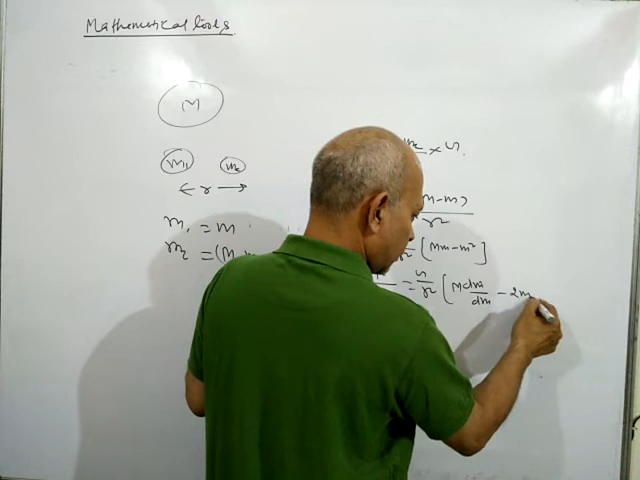 Mathematical tools
M
m₁ m₂
← r →
m₁ = m
m₂ = (M-m
m₂ × G
m-m)
r²
r² [Mm-m²]
= G/r² [M dm/dm - 2m